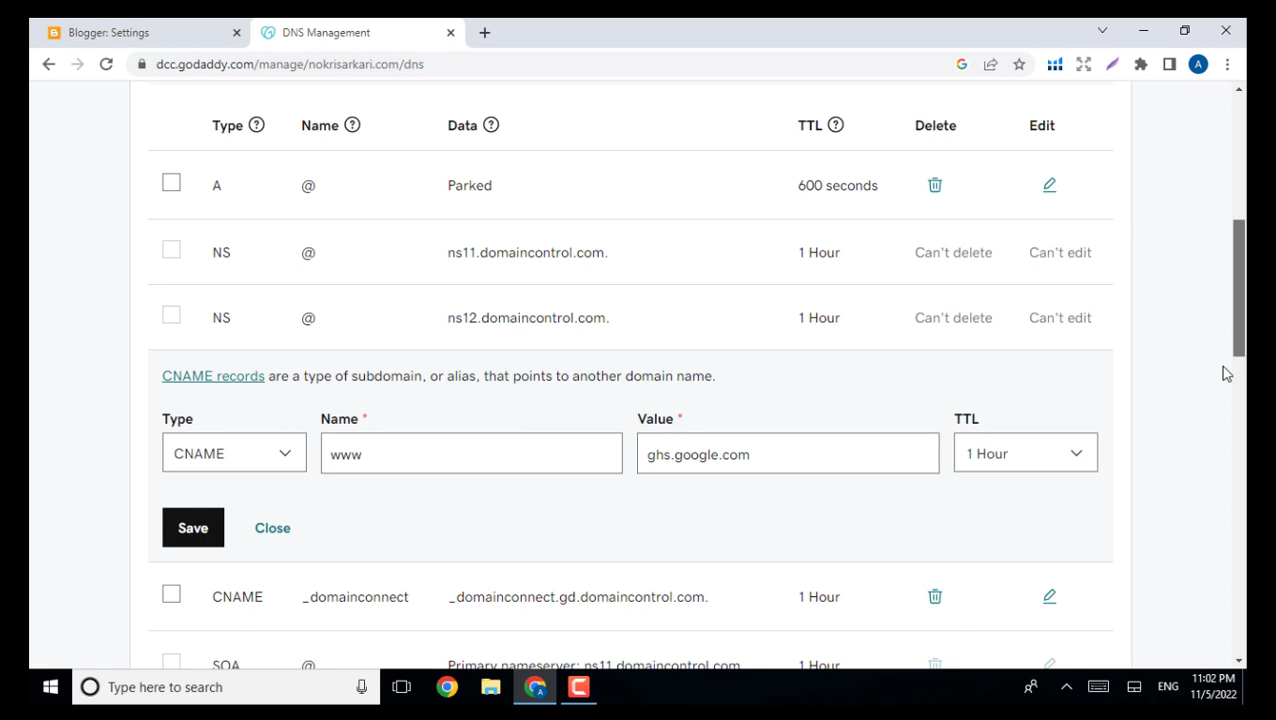 Blogger: Settings
DNS Management
dcc.godaddy.com/manage/nokrisarkari.com/dns
A
Type ? Name ? Data ? TTL ? Delete Edit
A @ Parked 600 seconds
NS @ ns11.domaincontrol.com. 1 Hour Can't delete Can't edit
NS @ ns12.domaincontrol.com. 1 Hour Can't delete Can't edit
CNAME records are a type of subdomain, or alias, that points to another domain name.
Type Name * Value * TTL
CNAME www ghs.google.com 1 Hour
Save Close
CNAME _domainconnect _domainconnect.gd.domaincontrol.com. 1 Hour
SOA @ Primary nameserver: ns11.domaincontrol.com. 1 Hour
Type here to search
ENG
11:02 PM
11/5/2022